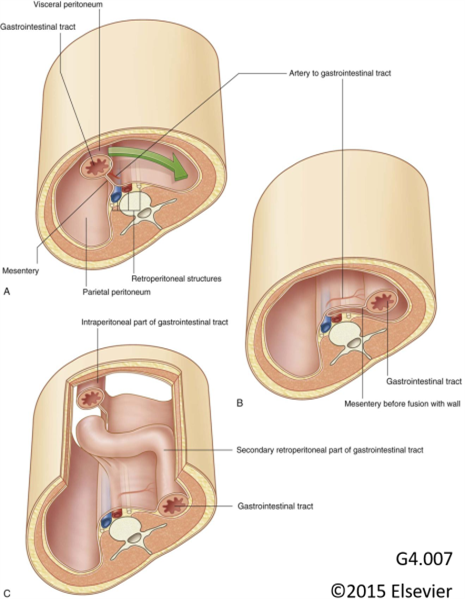 Visceral peritoneum
Gastrointestinal tract
Artery to gastrointestinal tract
Mesentery
Retroperitoneal structures
Parietal peritoneum
A
Intraperitoneal part of gastrointestinal tract
Gastrointestinal tract
B
Mesentery before fusion with wall
Secondary retroperitoneal part of gastrointestinal tract
Gastrointestinal tract
G4.007
C
©2015 Elsevier